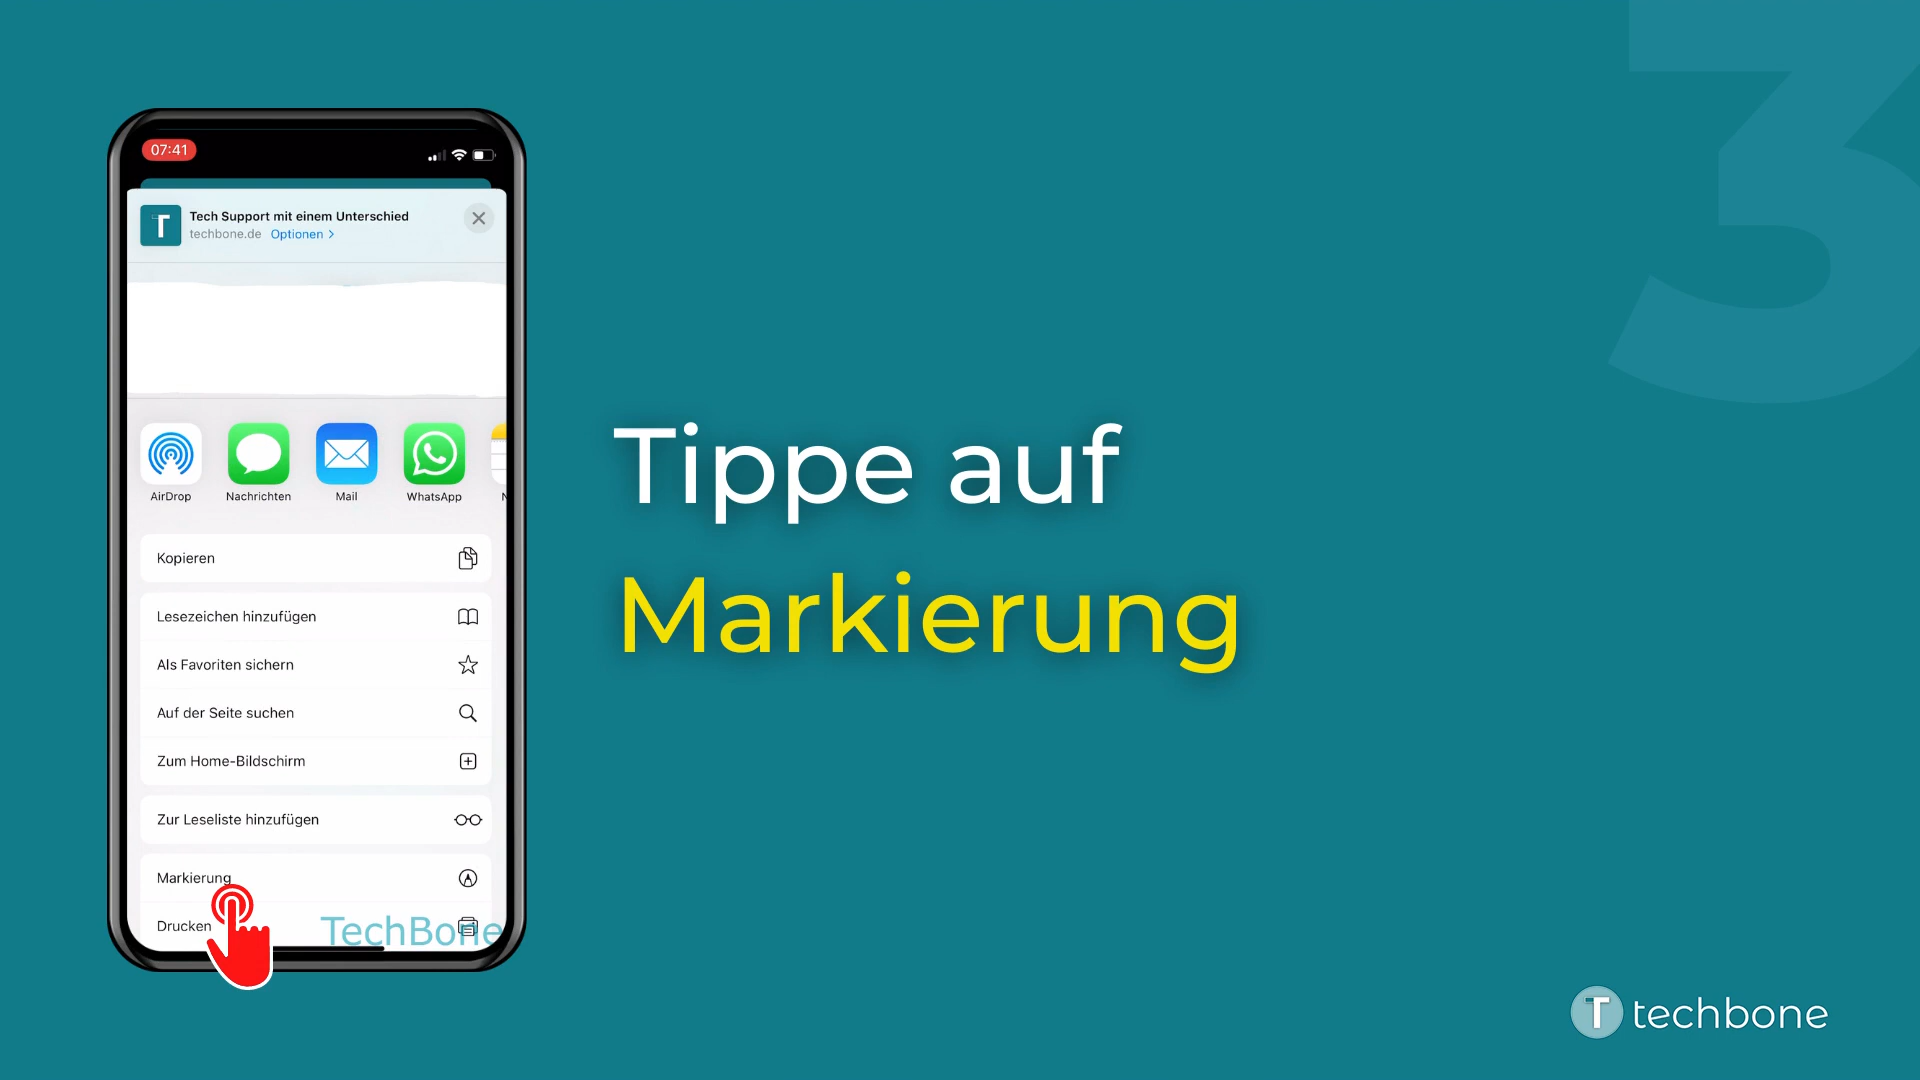 3
07:41
T
Tech Support mit einem Unterschied
techbone.de Optionen >
AirDrop
Nachrichten
Mail
WhatsApp
N
Kopieren
Lesezeichen hinzufügen
Als Favoriten sichern
Auf der Seite suchen
Zum Home-Bildschirm
Zur Leseliste hinzufügen
Markierung
Drucken
TechBone
Tippe auf
Markierung
T techbone